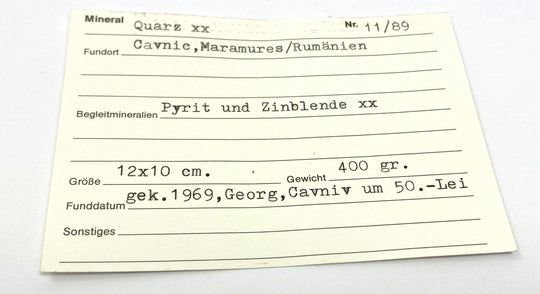 Mineral Quarz xx Nr. 11/89
Fundort Cavnic,Maramures/Rumänien
Begleitmineralien Pyrit und Zinblende xx
Größe 12x10 cm. Gewicht 400 gr.
Funddatum gek.1969,Georg,Cavniv um 50.-Lei
Sonstiges